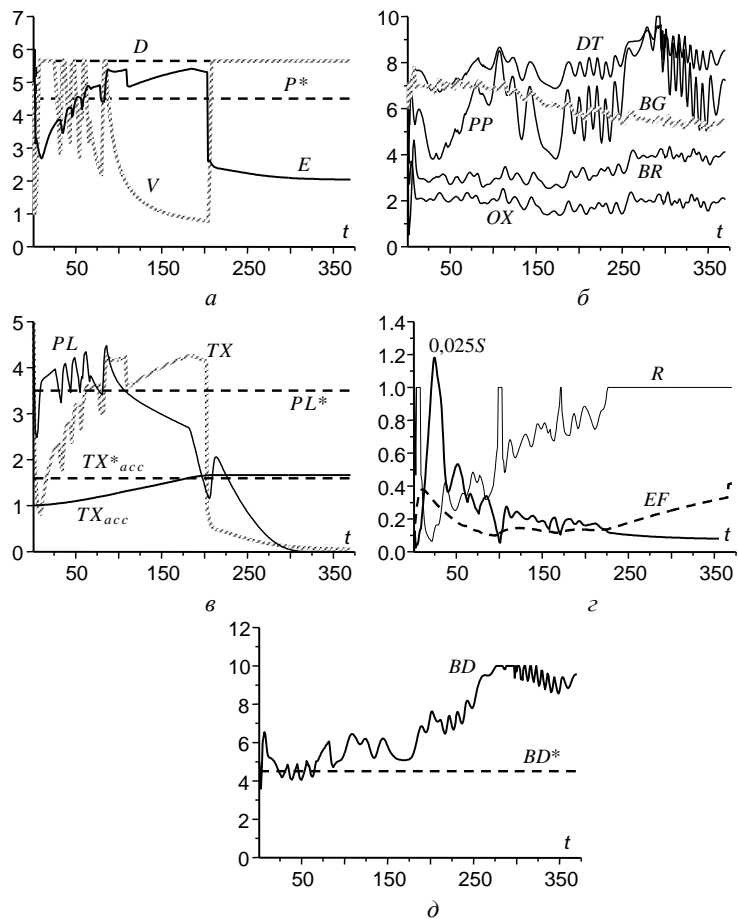 7
6
5
4
3
2
1
0
D
P*
E
V
t
50
150
250
350
а
10
8
6
4
2
0
DT
BG
PP
BR
OX
t
50
150
250
350
б
5
4
3
2
1
0
PL
TX
PL*
TX*acc
TXacc
t
50
150
250
350
в
1.4
1.2
1.0
0.8
0.6
0.4
0.2
0.0
0,025S
R
EF
t
50
150
250
350
г
12
10
8
6
4
2
0
BD
BD*
t
50
150
250
350
д